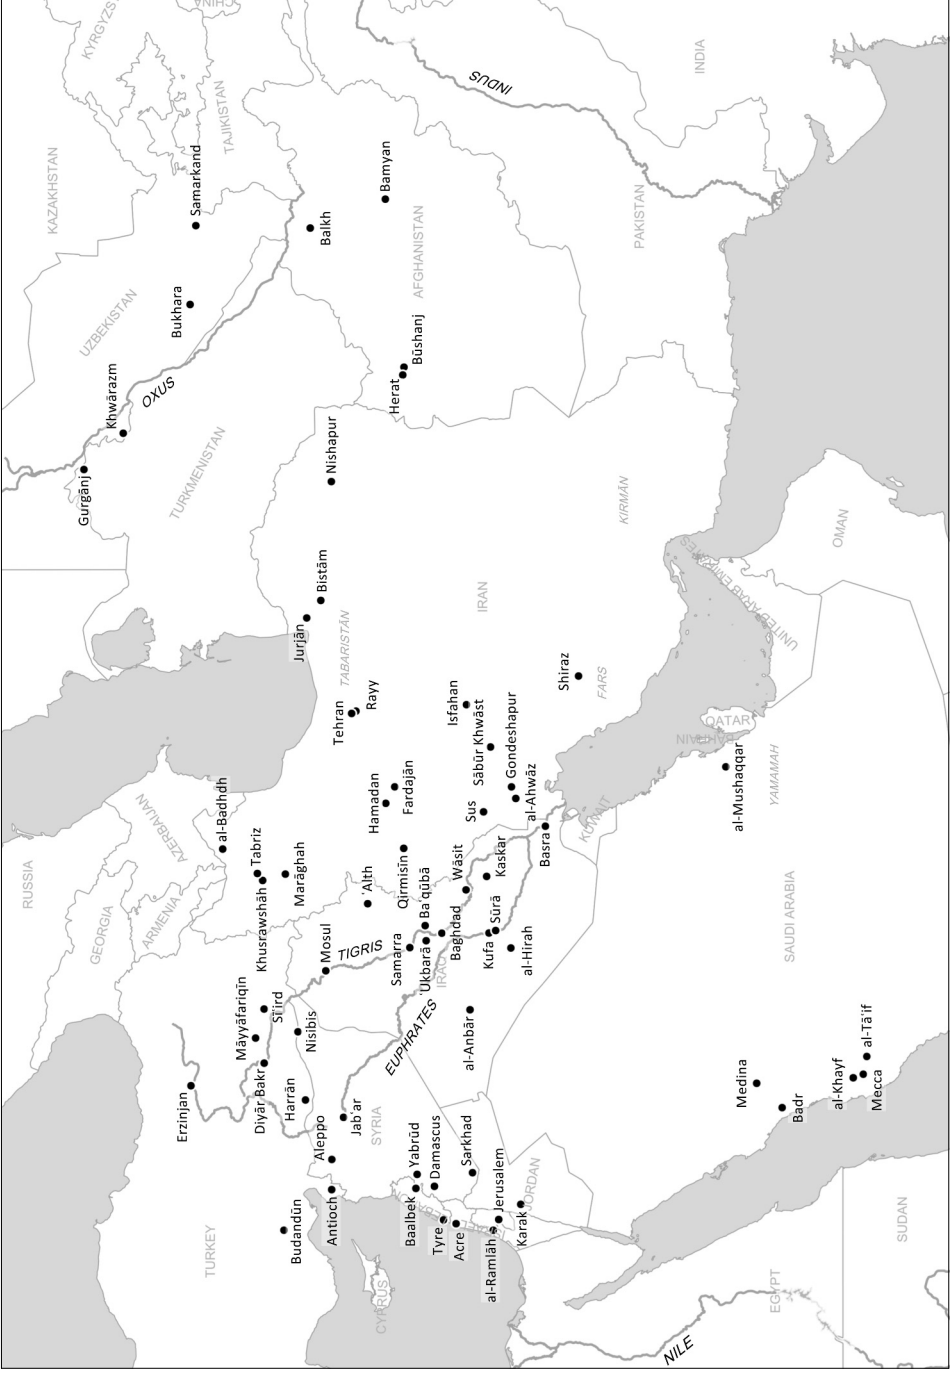 RUSSIA
KAZAKHSTAN
Gurgānj
KYRGYZS
GEORGIA
UZBEKISTAN
Khwārazm
AZERBAIJAN
ARMENIA
OXUS
Bukhara
Erzinjan
TURKMENISTAN
Samarkand
TURKEY
al-Badhdh
TAJIKISTAN
CHINA
Māyyāfariqīn
Tabriz
Diyār Bakr
Khusrawshāh
Si'ird
Budandūn
Harrān
Marāghah
Jurjān
Nisibis
Bistām
Balkh
Aleppo
Antioch
Mosul
Nishapur
Tehran
TABARISTĀN
Jab'ar
TIGRIS
'Alth
Rayy
SYRIA
CYPRUS
Hamadan
Bamyan
Samarra
Qirmisīn
Fardajān
Herat
Būshanj
AFGHANISTAN
Baalbek
Yabrūd
EUPHRATES
'Ukbarā
Ba'qūbā
Damascus
Tyre
IRAQ
Baghdad
Wāsit
Isfahan
Acre
Sarkhad
al-Anbār
Sus
Sābūr Khwāst
IRAN
INDUS
al-Ramlāh
Jerusalem
Kufa
Sūrā
Kaskar
Gondeshapur
Karak
JORDAN
al-Hirah
al-Ahwāz
Basra
Shiraz
KUWAIT
FARS
KIRMĀN
PAKISTAN
NILE
INDIA
QATAR
BAHRAIN
UNITED ARAB EMIRATES
al-Mushaqqar
Medina
YAMAMAH
EGYPT
Badr
SAUDI ARABIA
al-Khayf
OMAN
Mecca
al-Tā'if
SUDAN